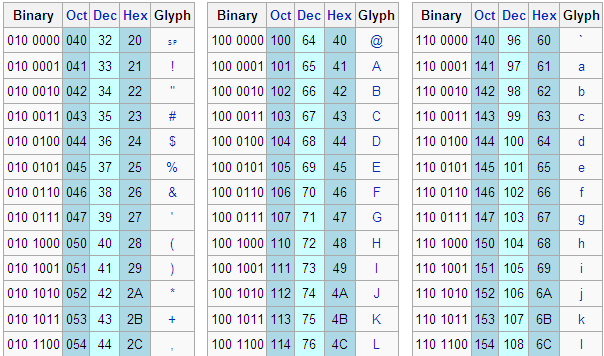 Binary Oct Dec Hex Glyph Binary Oct Dec Hex Glyph Binary Oct Dec Hex Glyph
010 0000 040 32 20 SP 100 0000 100 64 40 @ 110 0000 140 96 60 `
010 0001 041 33 21 ! 100 0001 101 65 41 A 110 0001 141 97 61 a
010 0010 042 34 22 " 100 0010 102 66 42 B 110 0010 142 98 62 b
010 0011 043 35 23 # 100 0011 103 67 43 C 110 0011 143 99 63 c
010 0100 044 36 24 $ 100 0100 104 68 44 D 110 0100 144 100 64 d
010 0101 045 37 25 % 100 0101 105 69 45 E 110 0101 145 101 65 e
010 0110 046 38 26 & 100 0110 106 70 46 F 110 0110 146 102 66 f
010 0111 047 39 27 ' 100 0111 107 71 47 G 110 0111 147 103 67 g
010 1000 050 40 28 ( 100 1000 110 72 48 H 110 1000 150 104 68 h
010 1001 051 41 29 ) 100 1001 111 73 49 I 110 1001 151 105 69 i
010 1010 052 42 2A * 100 1010 112 74 4A J 110 1010 152 106 6A j
010 1011 053 43 2B + 100 1011 113 75 4B K 110 1011 153 107 6B k
010 1100 054 44 2C , 100 1100 114 76 4C L 110 1100 154 108 6C l